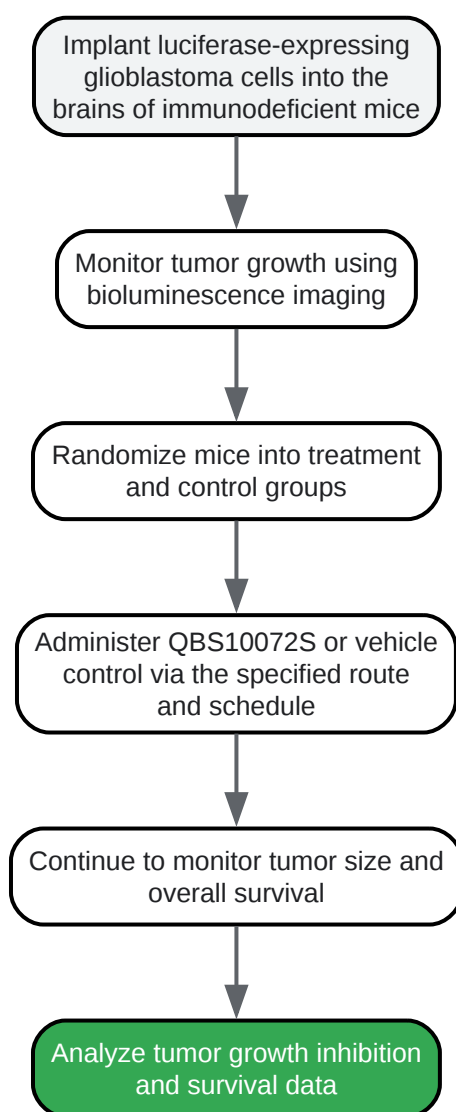 Implant luciferase-expressing
glioblastoma cells into the
brains of immunodeficient mice
Monitor tumor growth using
bioluminescence imaging
Randomize mice into treatment
and control groups
Administer QBS10072S or vehicle
control via the specified route
and schedule
Continue to monitor tumor size and
overall survival
Analyze tumor growth inhibition
and survival data